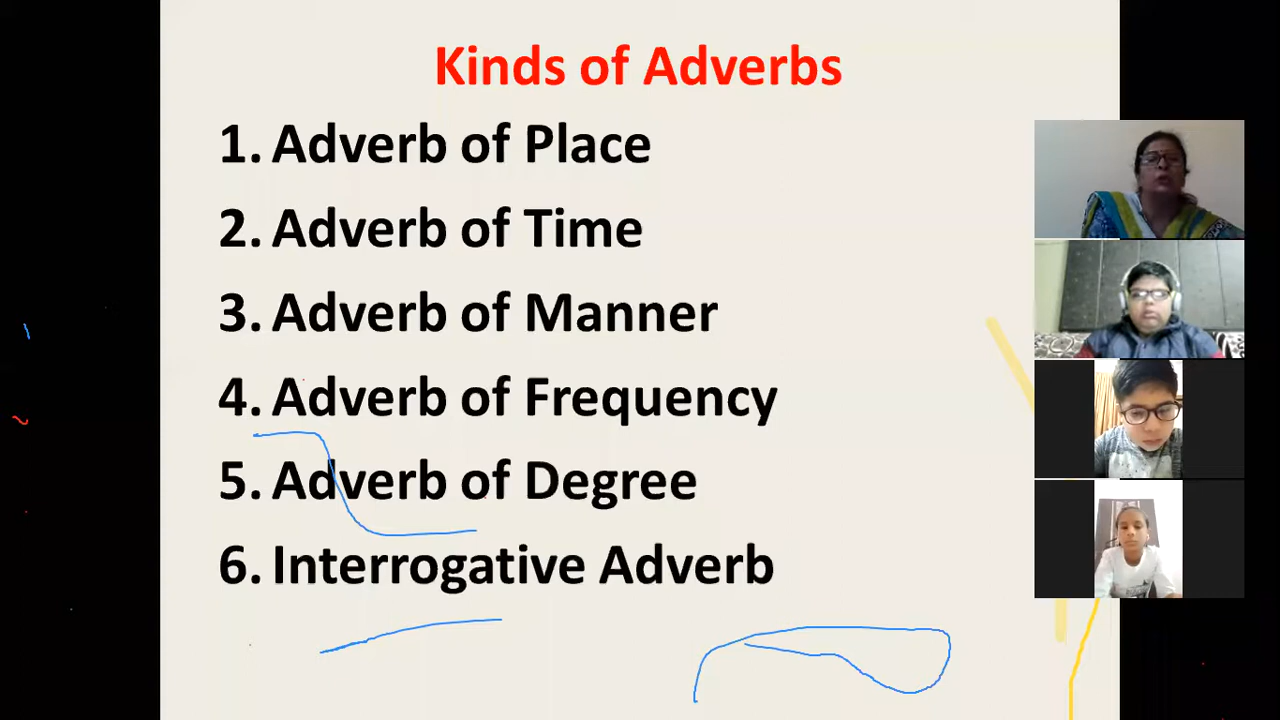 Kinds of Adverbs
1. Adverb of Place
2. Adverb of Time
3. Adverb of Manner
4. Adverb of Frequency
5. Adverb of Degree
6. Interrogative Adverb